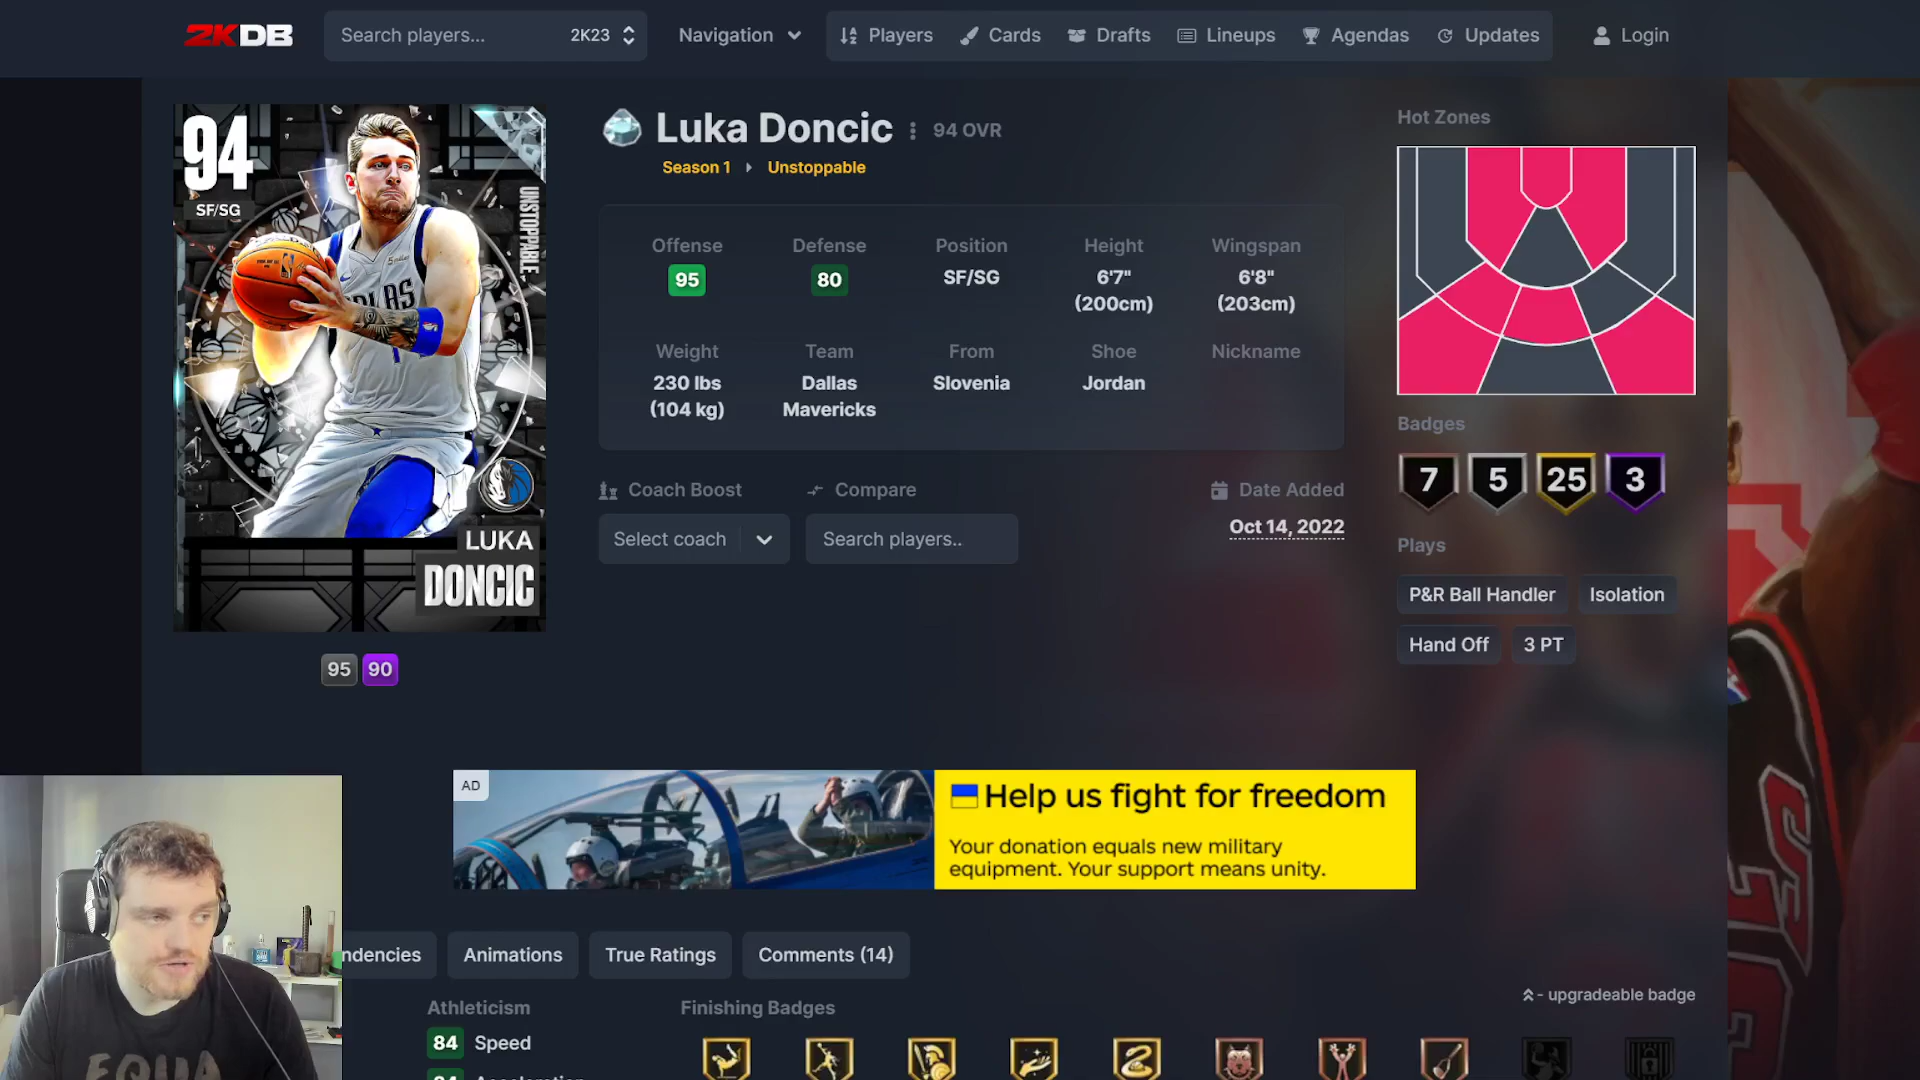 2KDB
Search players...
2K23
Navigation
Players
Cards
Drafts
Lineups
Agendas
Updates
Login
94
SF/SG
UNSTOPPABLE
LUKA
DONCIC
95
90
Luka Doncic
94 OVR
Season 1
Unstoppable
Offense
95
Defense
80
Position
SF/SG
Height
6'7"
(200cm)
Wingspan
6'8"
(203cm)
Weight
230 lbs
(104 kg)
Team
Dallas
Mavericks
From
Slovenia
Shoe
Jordan
Nickname
Coach Boost
Select coach
Compare
Search players..
Date Added
Oct 14, 2022
Hot Zones
Badges
7
5
25
3
Plays
P&R Ball Handler
Isolation
Hand Off
3 PT
AD
Help us fight for freedom
Your donation equals new military
equipment. Your support means unity.
ndencies
Animations
True Ratings
Comments (14)
- upgradeable badge
Athleticism
84
Speed
Finishing Badges